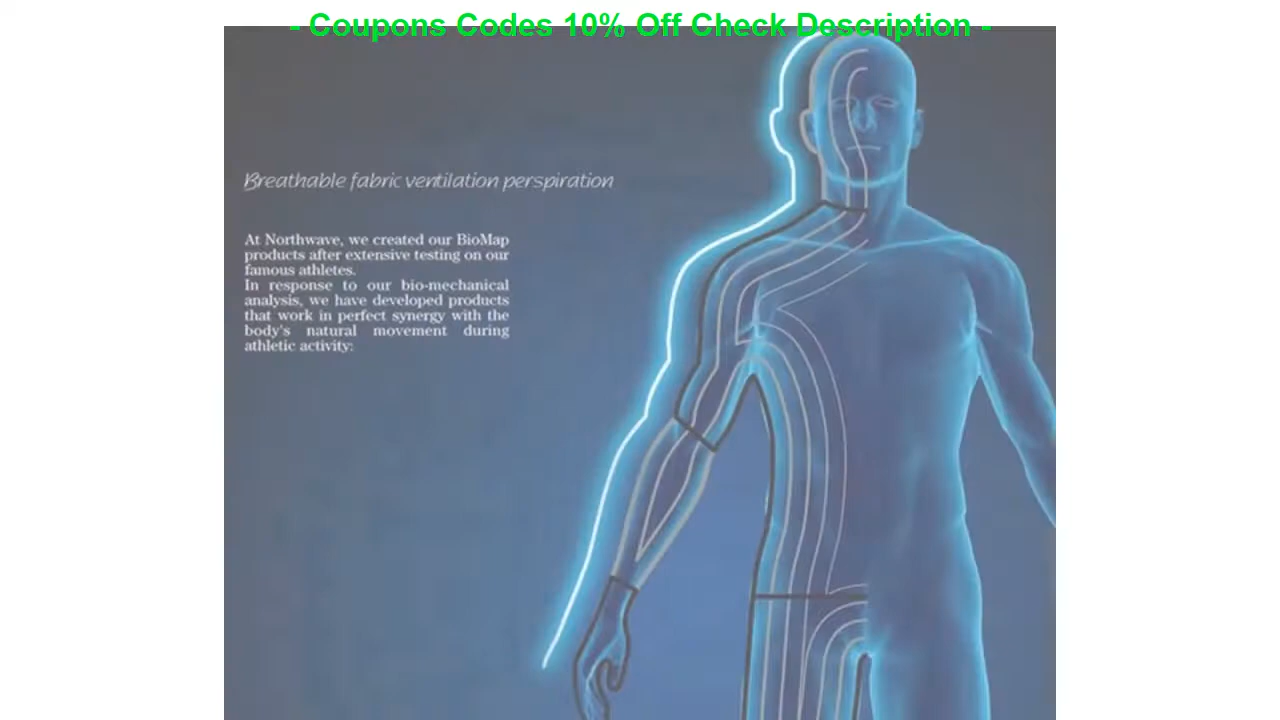 - Coupons Codes 10% Off Check Description -
Breathable fabric ventilation perspiration
At Northwave, we created our BioMap
products after extensive testing on our
famous athletes.
In response to our bio-mechanical
analysis, we have developed products
that work in perfect synergy with the
body's natural movement during
athletic activity: